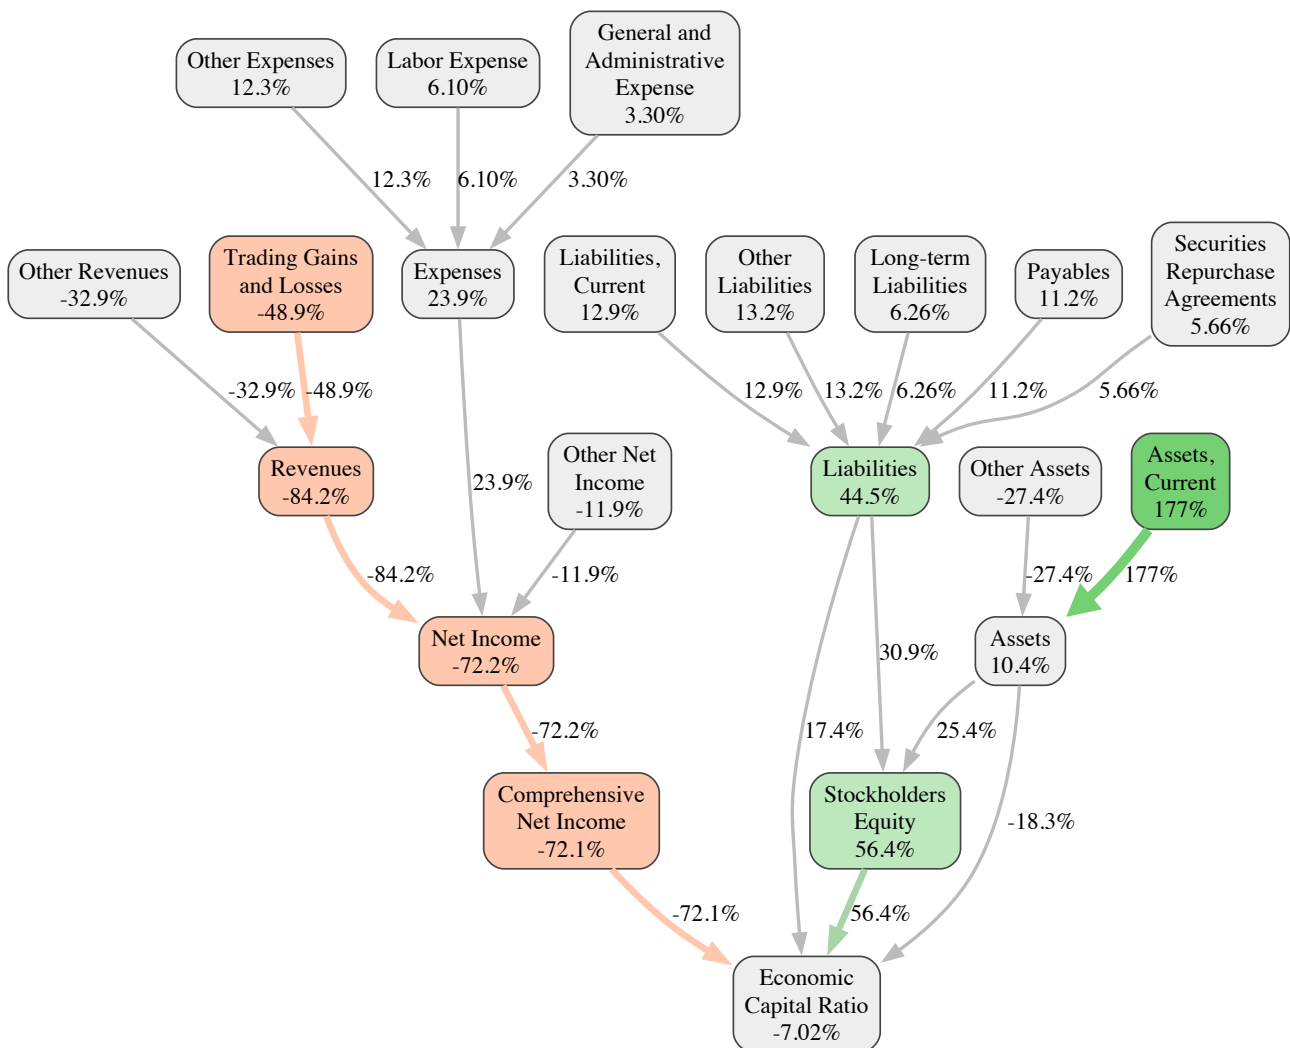 Other Expenses
12.3%
Labor Expense
6.10%
General and
Administrative
Expense
3.30%
12.3%
6.10%
3.30%
Other Revenues
-32.9%
Trading Gains
and Losses
-48.9%
Expenses
23.9%
Liabilities,
Current
12.9%
Other
Liabilities
13.2%
Long-term
Liabilities
6.26%
Payables
11.2%
Securities
Repurchase
Agreements
5.66%
-32.9%
-48.9%
12.9%
13.2%
6.26%
11.2%
5.66%
Revenues
-84.2%
23.9%
Other Net
Income
-11.9%
Liabilities
44.5%
Other Assets
-27.4%
Assets,
Current
177%
-84.2%
-11.9%
-27.4%
177%
Net Income
-72.2%
30.9%
Assets
10.4%
-72.2%
17.4%
25.4%
Comprehensive
Net Income
-72.1%
Stockholders
Equity
56.4%
-18.3%
-72.1%
56.4%
Economic
Capital Ratio
-7.02%